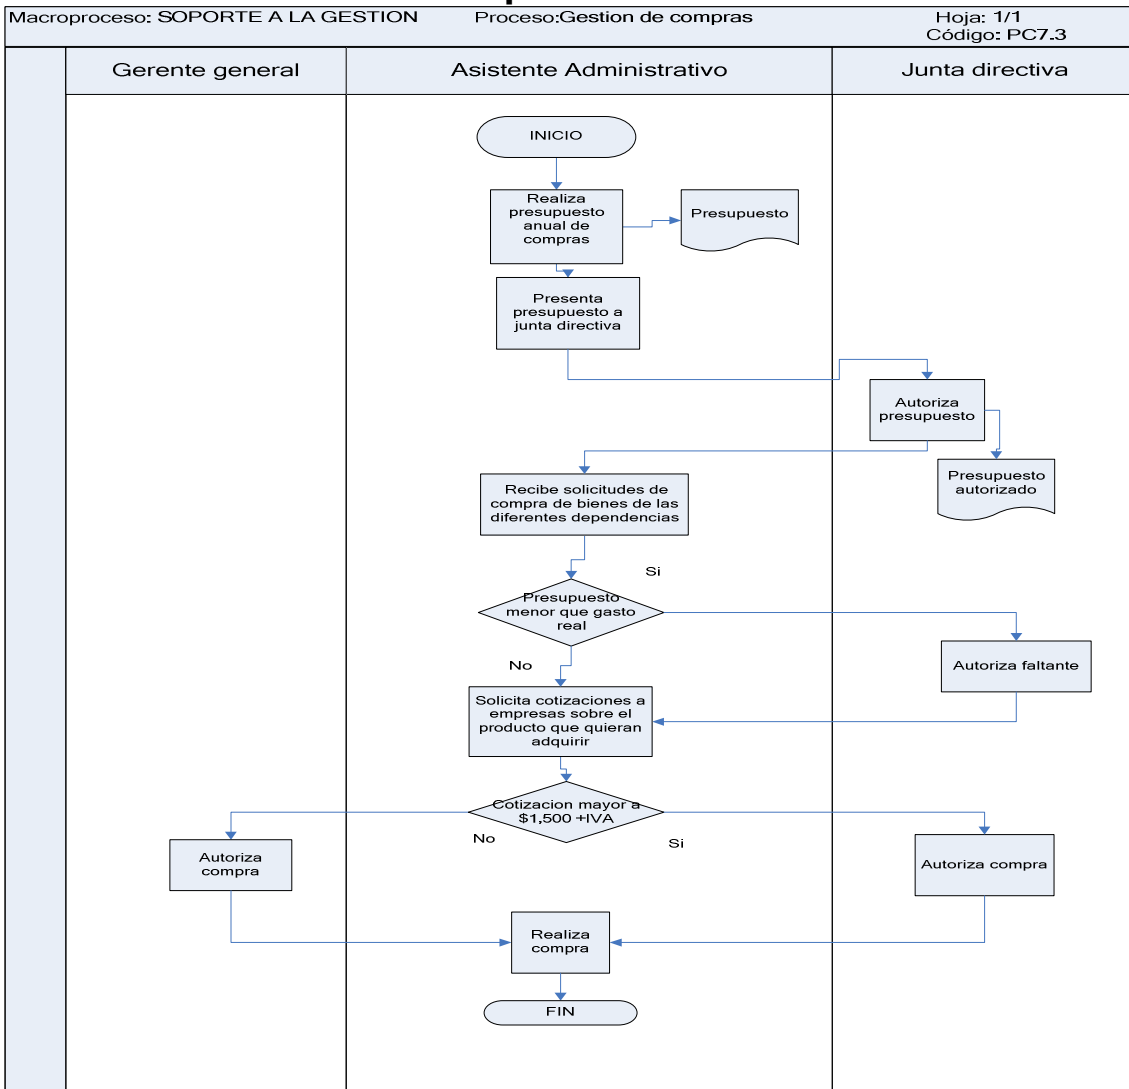 Macroproceso: SOPORTE A LA GESTION Proceso:Gestion de compras Hoja: 1/1
Código: PC7.3
Gerente general Asistente Administrativo Junta directiva
INICIO
Realiza
presupuesto
anual de
compras
Presupuesto
Presenta
presupuesto a
junta directiva
Autoriza
presupuesto
Presupuesto
autorizado
Recibe solicitudes de
compra de bienes de las
diferentes dependencias
Si
Presupuesto
menor que gasto
real
No
Autoriza faltante
Solicita cotizaciones a
empresas sobre el
producto que quieran
adquirir
Cotizacion mayor a
$1,500 +IVA
No
Si
Autoriza
compra
Autoriza compra
Realiza
compra
FIN